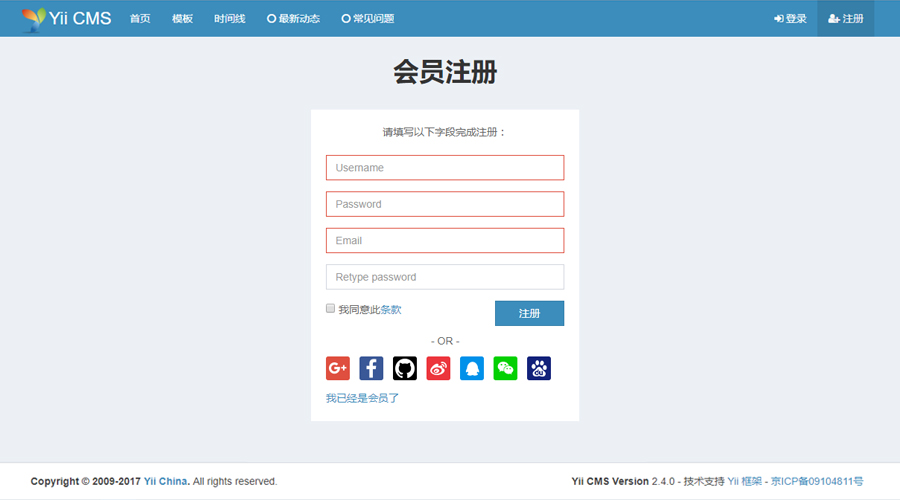 Yii CMS 首页 模板 时间线 最新动态 常见问题 登录 注册
会员注册
请填写以下字段完成注册：
Username
Password
Email
Retype password
我同意此条款 注册
- OR -
我已经是会员了
Copyright © 2009-2017 Yii China. All rights reserved. Yii CMS Version 2.4.0 - 技术支持 Yii 框架 - 京ICP备09104811号